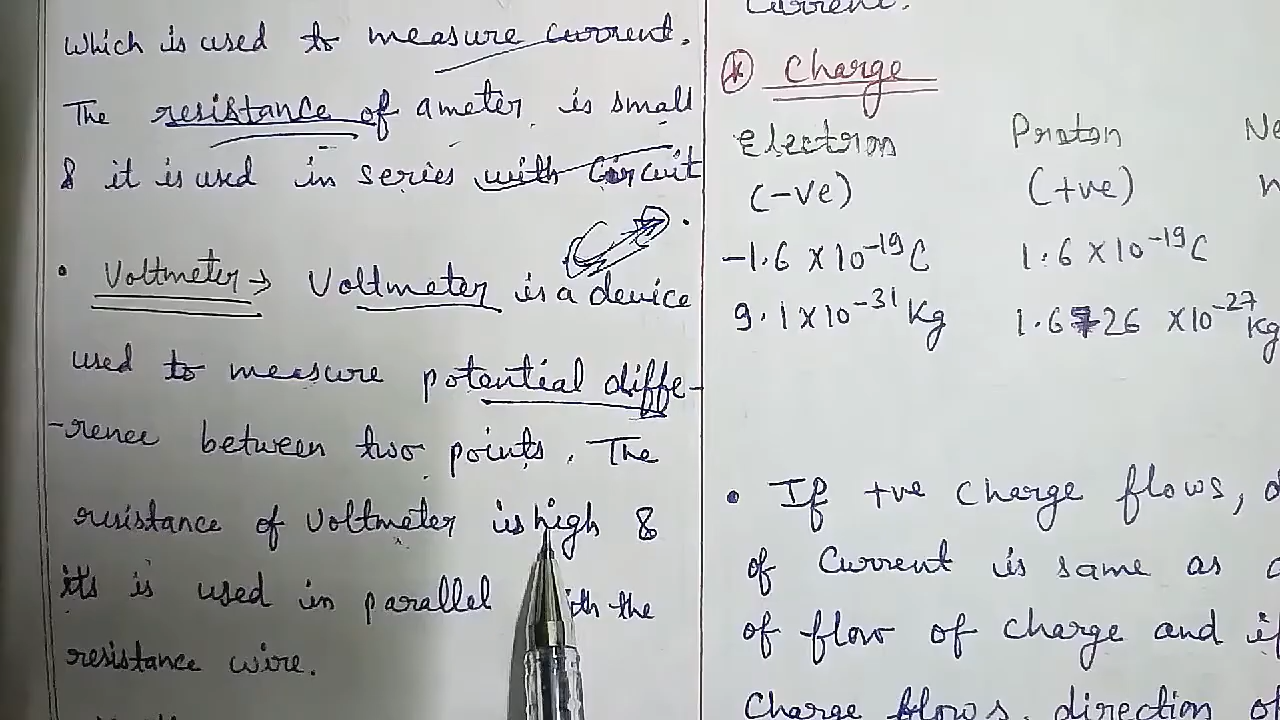 which is used to measure current.
The resistance of ameter is small
& it is used in series with Circuit
• Voltmeter → Voltmeter is a device
used to measure potential diffe-
-rence between two points. The
resistance of Voltmeter is high &
its is used in parallel with the
resistance wire.
Current.
* Charge
Electron Proton Ne
(-ve) (+ve)
-1.6 X 10⁻¹⁹ C 1.6 X 10⁻¹⁹ C
9.1 X 10⁻³¹ Kg 1.6726 X 10⁻²⁷ Kg
• If +ve Charge flows, d
of Current is same as
of flow of charge and if
Charge flows, direction of